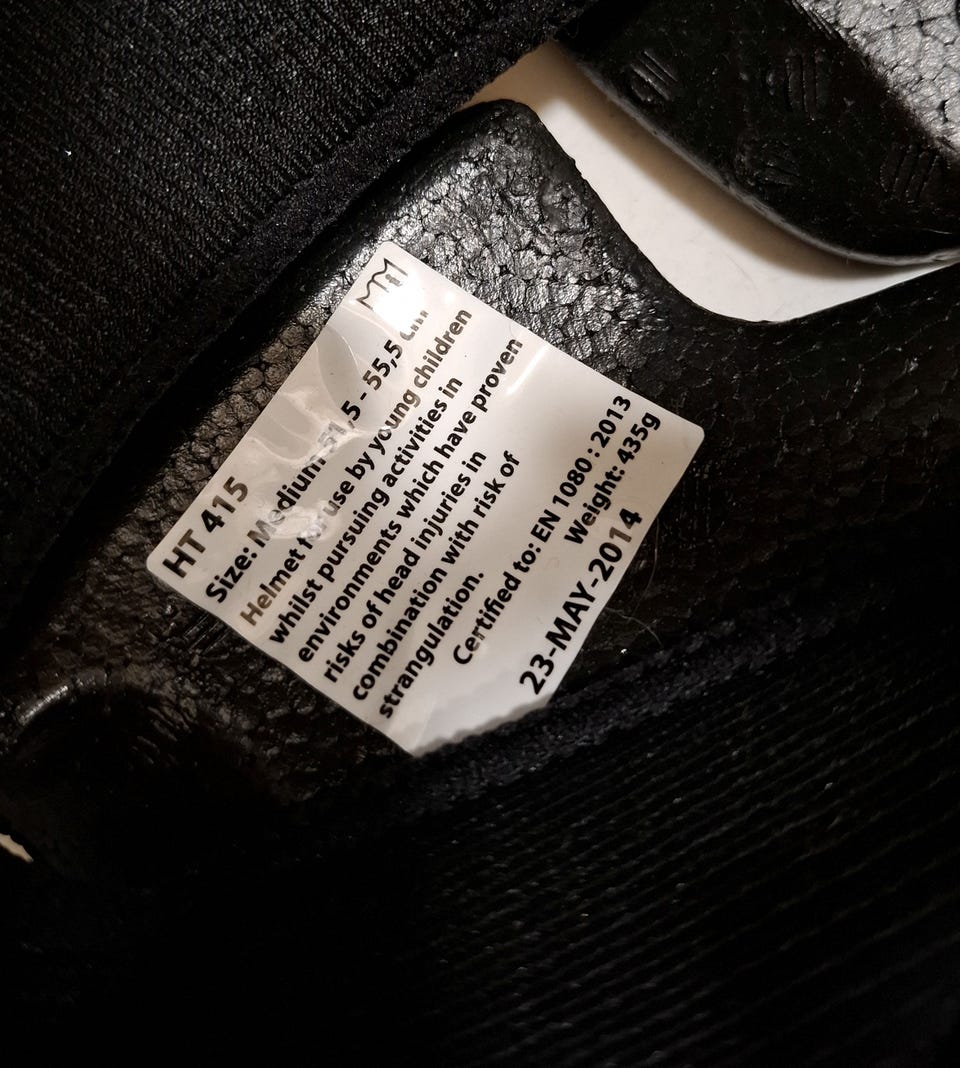 HT 415
Size: Medium 51,5 - 55,5 cm
Helmet for use by young children
whilst pursuing activities in
environments which have proven
risks of head injuries in
combination with risk of
strangulation.
Certified to: EN 1080 : 2013
Weight: 435g
23-MAY-2014